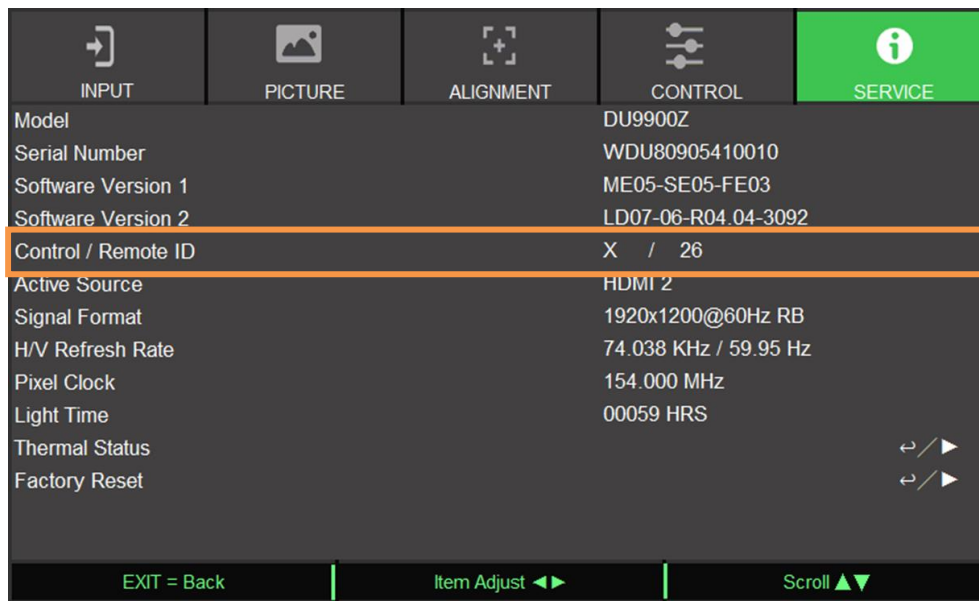 INPUT PICTURE ALIGNMENT CONTROL SERVICE
Model DU9900Z
Serial Number WDU80905410010
Software Version 1 ME05-SE05-FE03
Software Version 2 LD07-06-R04.04-3092
Control / Remote ID X / 26
Active Source HDMI 2
Signal Format 1920x1200@60Hz RB
H/V Refresh Rate 74.038 KHz / 59.95 Hz
Pixel Clock 154.000 MHz
Light Time 00059 HRS
Thermal Status ↩/▶
Factory Reset ↩/▶
EXIT = Back Item Adjust ◀▶ Scroll ▲▼